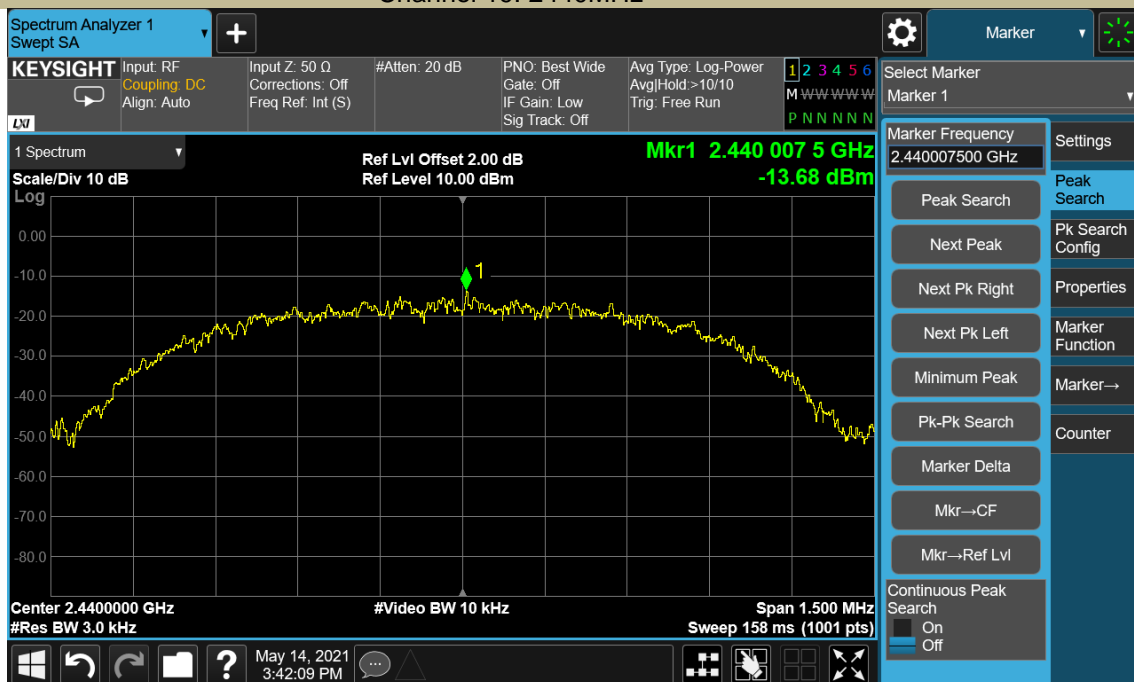 Spectrum Analyzer 1
Swept SA
+
Marker
KEYSIGHT
Input: RF
Coupling: DC
Align: Auto
Input Z: 50 Ω
Corrections: Off
Freq Ref: Int (S)
#Atten: 20 dB
PNO: Best Wide
Gate: Off
IF Gain: Low
Sig Track: Off
Avg Type: Log-Power
Avg|Hold:>10/10
Trig: Free Run
1 2 3 4 5 6
M W W W W W
P N N N N N
LXI
Select Marker
Marker 1
1 Spectrum
Scale/Div 10 dB
Ref Lvl Offset 2.00 dB
Ref Level 10.00 dBm
Mkr1 2.440 007 5 GHz
-13.68 dBm
Log
0.00
-10.0
-20.0
-30.0
-40.0
-50.0
-60.0
-70.0
-80.0
1
Center 2.4400000 GHz
#Res BW 3.0 kHz
#Video BW 10 kHz
Span 1.500 MHz
Sweep 158 ms (1001 pts)
Marker Frequency
2.440007500 GHz
Peak Search
Next Peak
Next Pk Right
Next Pk Left
Minimum Peak
Pk-Pk Search
Marker Delta
Mkr→CF
Mkr→Ref Lvl
Continuous Peak
Search
On
Off
Settings
Peak
Search
Pk Search
Config
Properties
Marker
Function
Marker→
Counter
?
May 14, 2021
3:42:09 PM